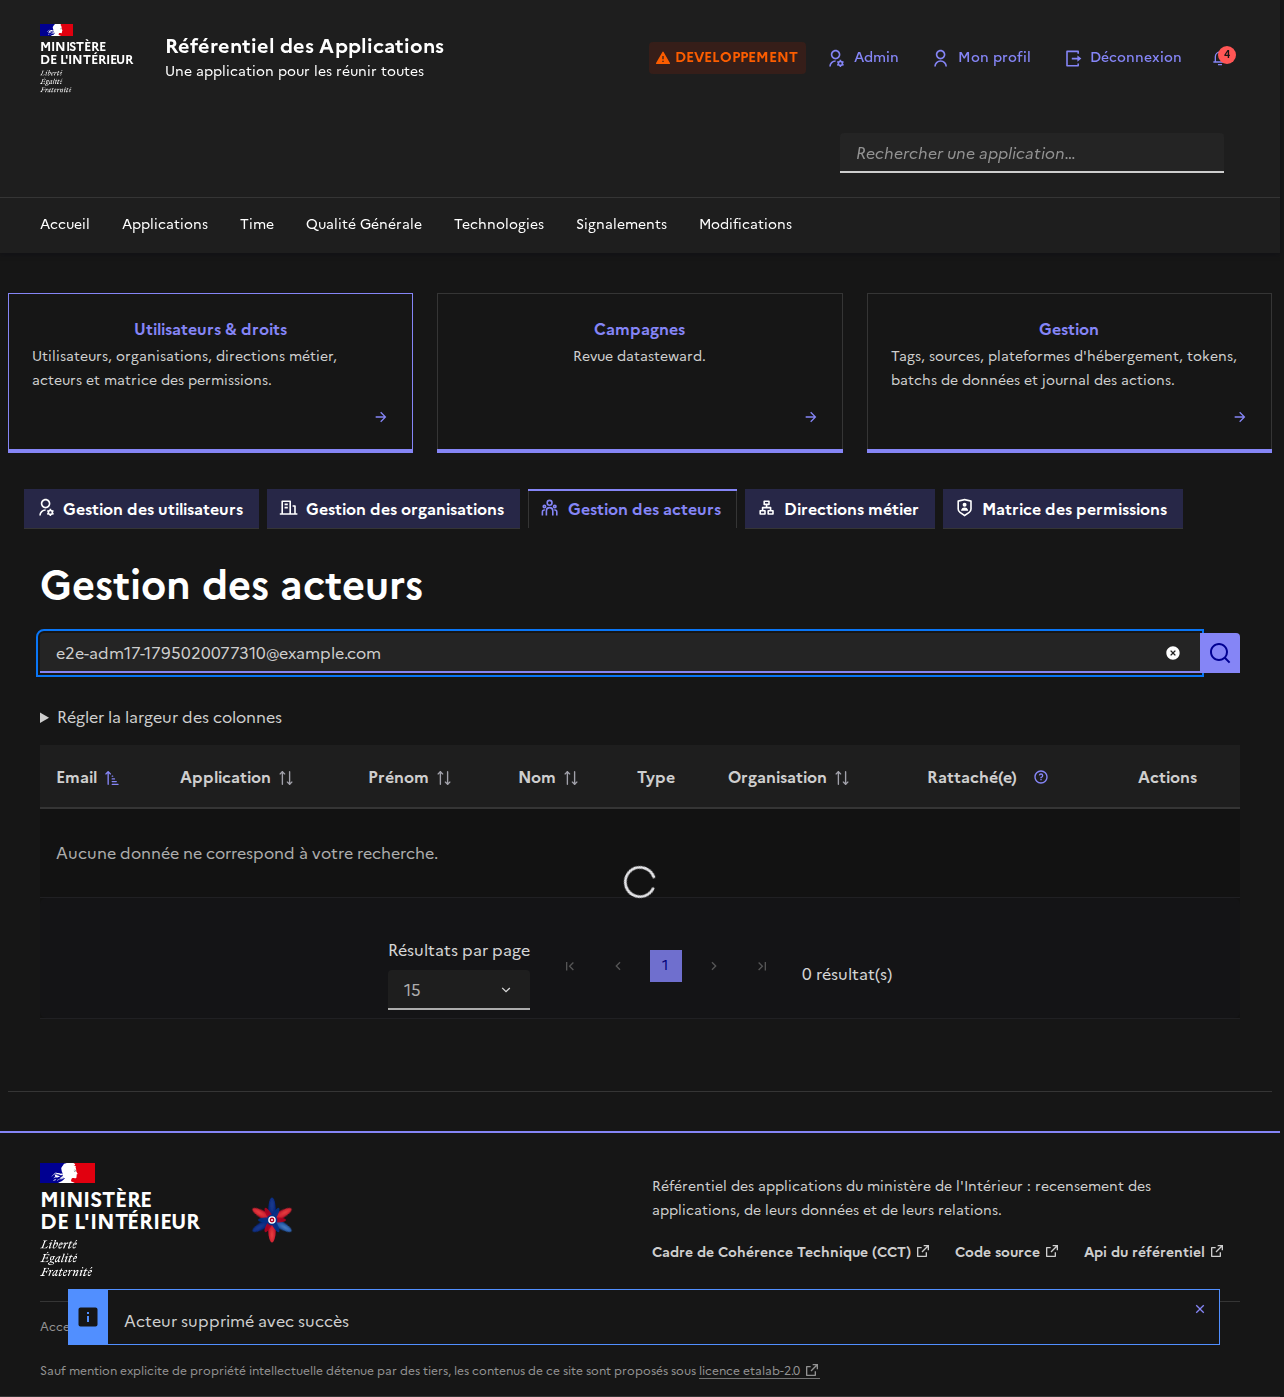 MINISTÈRE
DE L'INTÉRIEUR
Liberté
Égalité
Fraternité
Référentiel des Applications
Une application pour les réunir toutes
DEVELOPPEMENT
Admin
Mon profil
Déconnexion
4
Rechercher une application...
Accueil
Applications
Time
Qualité Générale
Technologies
Signalements
Modifications
Utilisateurs & droits
Utilisateurs, organisations, directions métier,
acteurs et matrice des permissions.
Campagnes
Revue datasteward.
Gestion
Tags, sources, plateformes d'hébergement, tokens,
batchs de données et journal des actions.
Gestion des utilisateurs
Gestion des organisations
Gestion des acteurs
Directions métier
Matrice des permissions
Gestion des acteurs
e2e-adm17-1795020077310@example.com
Régler la largeur des colonnes
Email
Application
Prénom
Nom
Type
Organisation
Rattaché(e)
Actions
Aucune donnée ne correspond à votre recherche.
Résultats par page
15
1
0 résultat(s)
MINISTÈRE
DE L'INTÉRIEUR
Liberté
Égalité
Fraternité
Référentiel des applications du ministère de l'Intérieur : recensement des
applications, de leurs données et de leurs relations.
Cadre de Cohérence Technique (CCT)
Code source
Api du référentiel
Acce
Acteur supprimé avec succès
Sauf mention explicite de propriété intellectuelle détenue par des tiers, les contenus de ce site sont proposés sous licence etalab-2.0